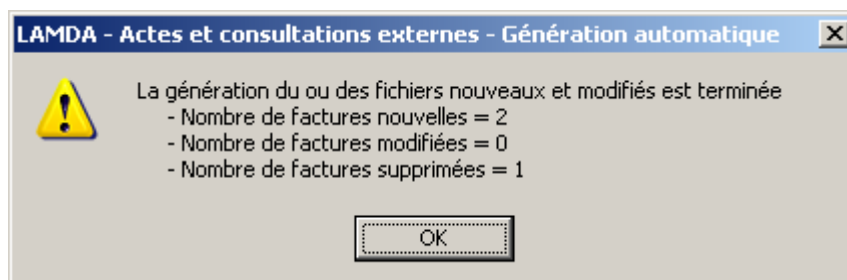 LAMDA - Actes et consultations externes - Génération automatique
La génération du ou des fichiers nouveaux et modifiés est terminée
- Nombre de factures nouvelles = 2
- Nombre de factures modifiées = 0
- Nombre de factures supprimées = 1
OK